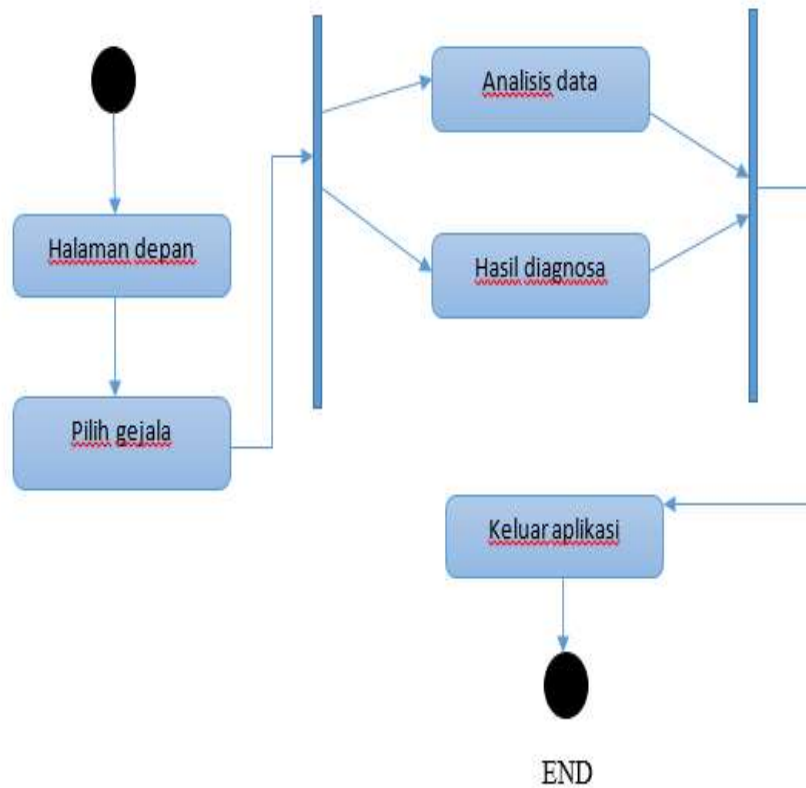 Halaman depan
Pilih gejala
Analisis data
Hasil diagnosa
Keluar aplikasi
END